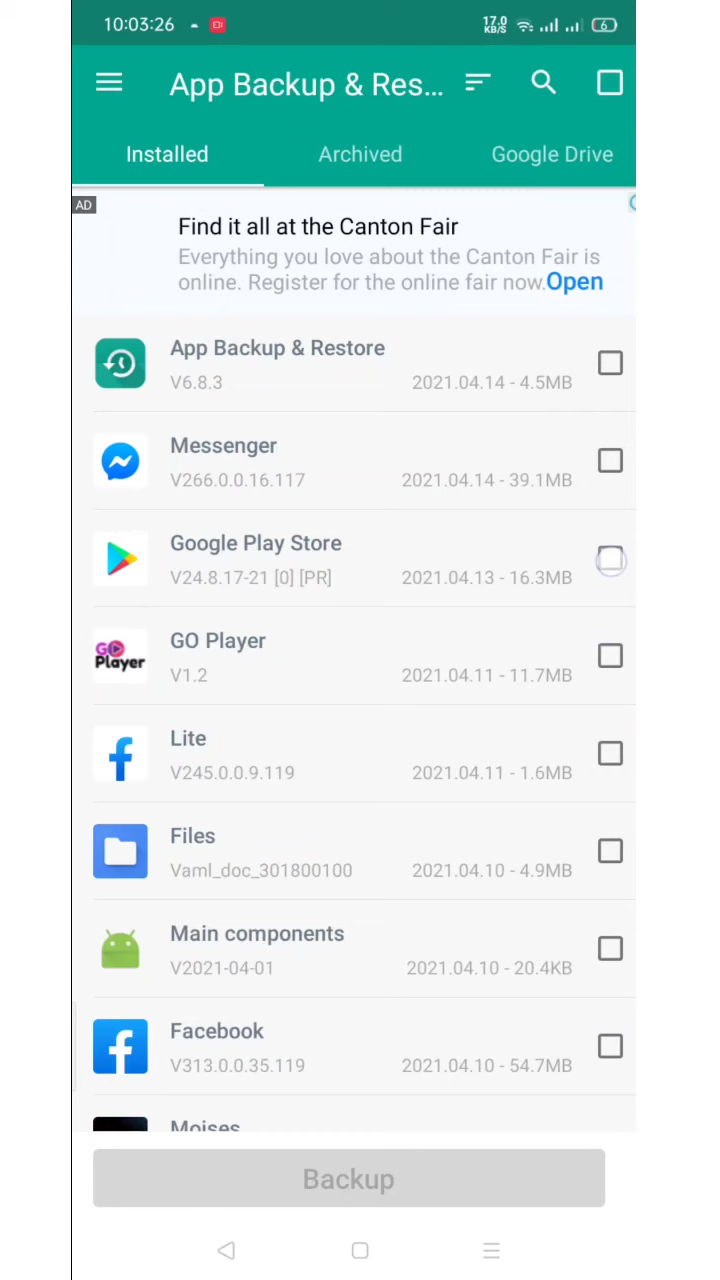 10:03:26
17.0
KB/S
6
App Backup & Res...
Installed
Archived
Google Drive
AD
Find it all at the Canton Fair
Everything you love about the Canton Fair is
online. Register for the online fair now.
Open
App Backup & Restore
V6.8.3
2021.04.14 - 4.5MB
Messenger
V266.0.0.16.117
2021.04.14 - 39.1MB
Google Play Store
V24.8.17-21 [0] [PR]
2021.04.13 - 16.3MB
GO Player
GO Player
V1.2
2021.04.11 - 11.7MB
Lite
V245.0.0.9.119
2021.04.11 - 1.6MB
Files
Vaml_doc_301800100
2021.04.10 - 4.9MB
Main components
V2021-04-01
2021.04.10 - 20.4KB
Facebook
V313.0.0.35.119
2021.04.10 - 54.7MB
Moises
Backup